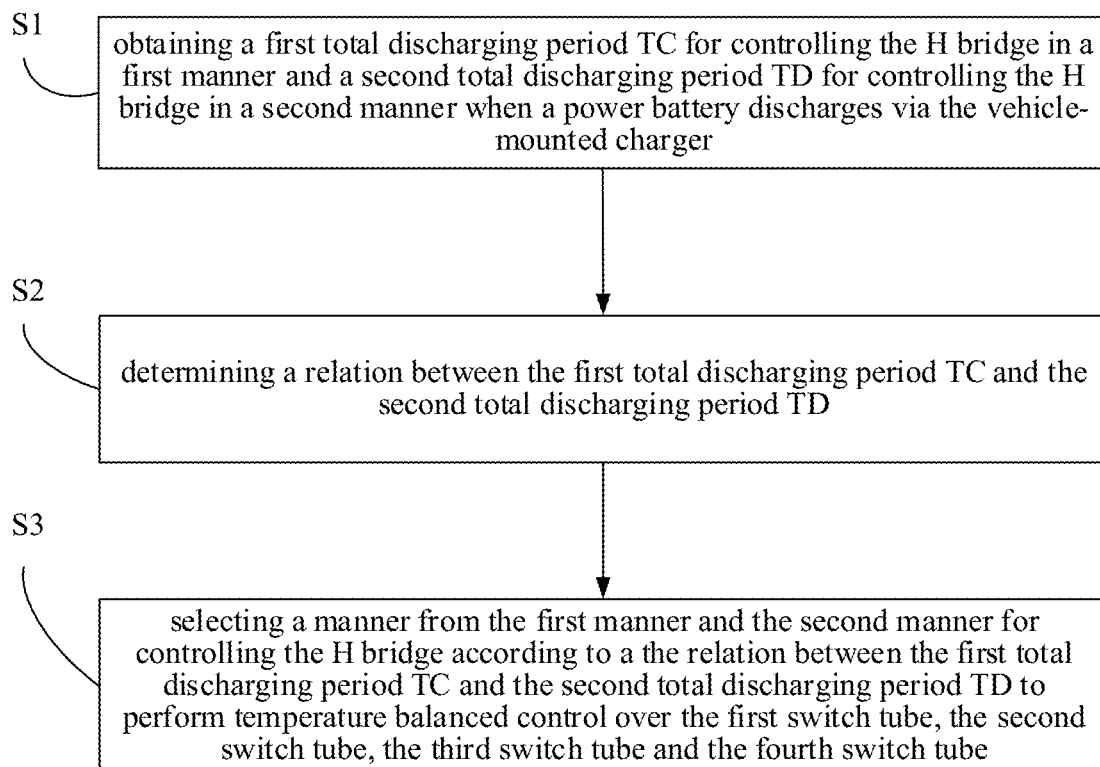 S1
obtaining a first total discharging period TC for controlling the H bridge in a
first manner and a second total discharging period TD for controlling the H
bridge in a second manner when a power battery discharges via the vehicle-
mounted charger
S2
determining a relation between the first total discharging period TC and the
second total discharging period TD
S3
selecting a manner from the first manner and the second manner for
controlling the H bridge according to a the relation between the first total
discharging period TC and the second total discharging period TD to
perform temperature balanced control over the first switch tube, the second
switch tube, the third switch tube and the fourth switch tube